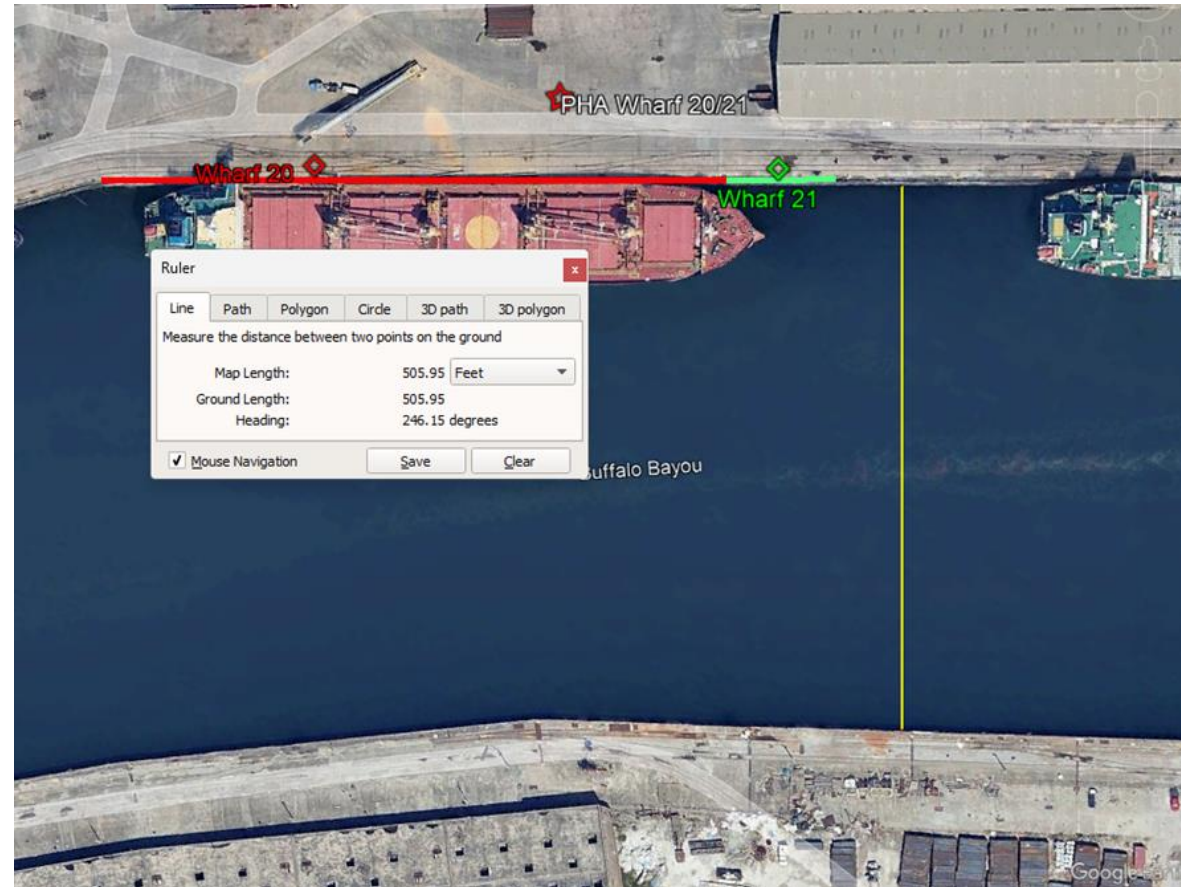 PHA Wharf 20/21
Wharf 20
Wharf 21
Ruler
x
Line Path Polygon Circle 3D path 3D polygon
Measure the distance between two points on the ground
Map Length: 505.95 Feet
Ground Length: 505.95
Heading: 246.15 degrees
Mouse Navigation Save Clear
Buffalo Bayou
Google Earth